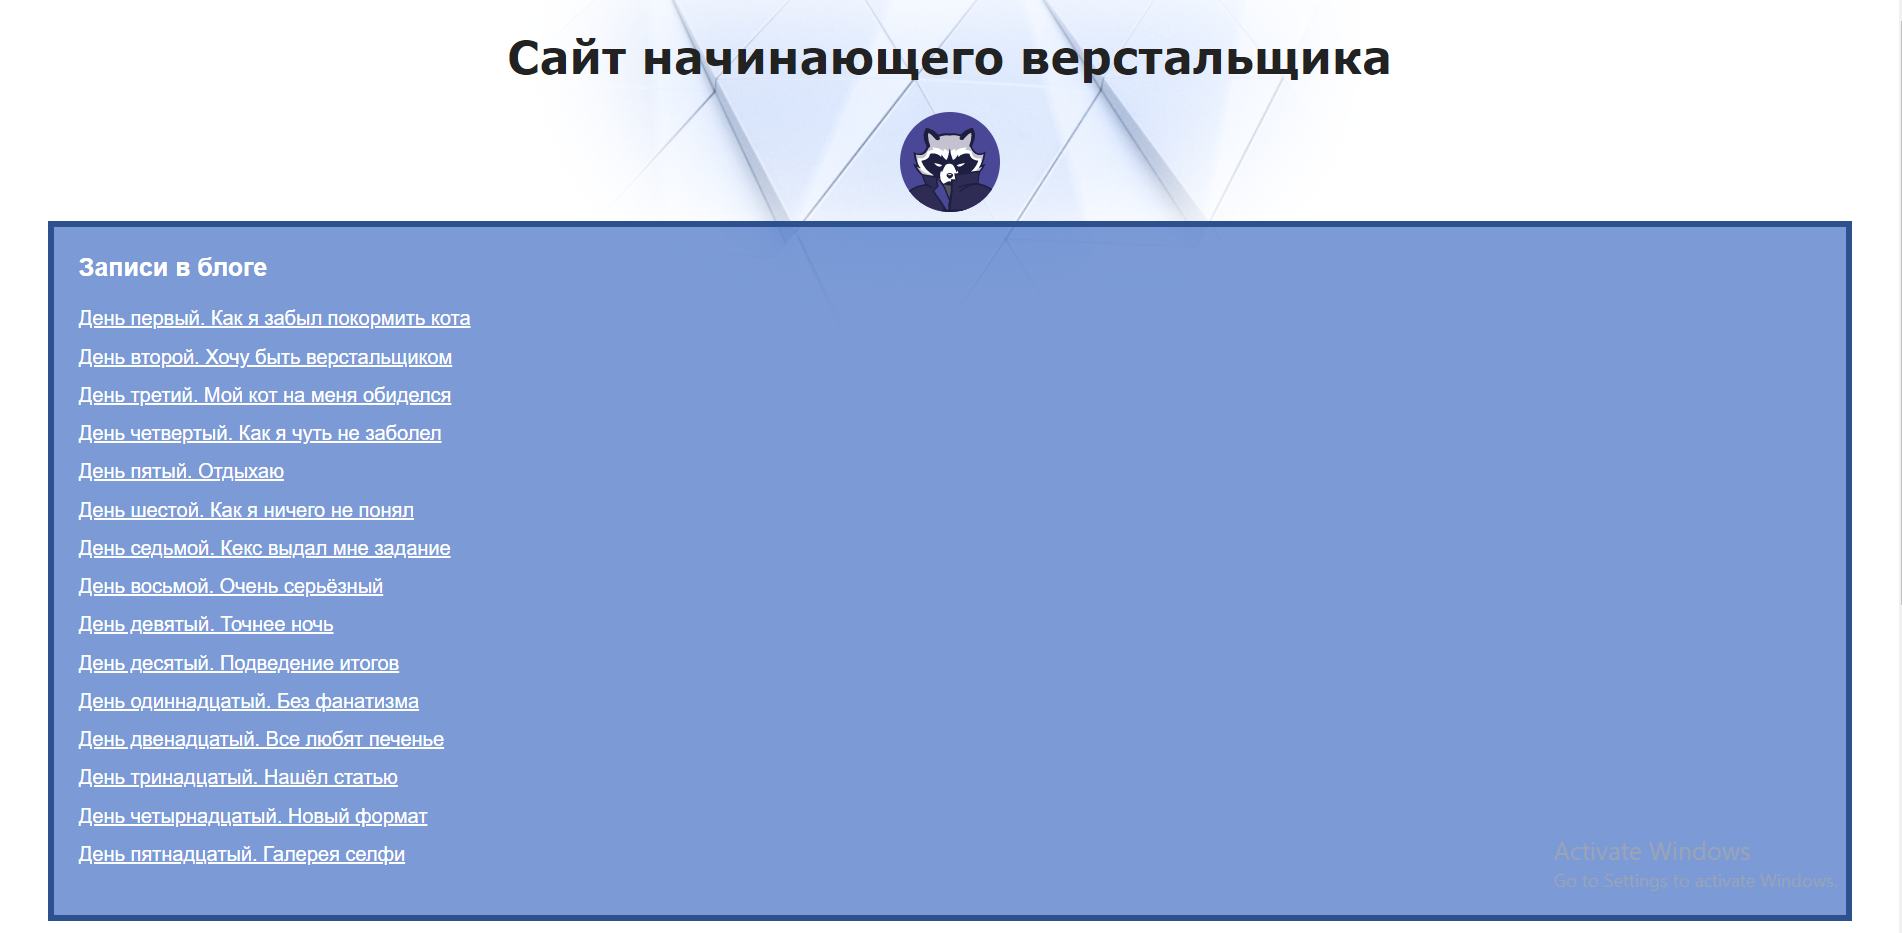 Сайт начинающего верстальщика
Записи в блоге
День первый. Как я забыл покормить кота
День второй. Хочу быть верстальщиком
День третий. Мой кот на меня обиделся
День четвертый. Как я чуть не заболел
День пятый. Отдыхаю
День шестой. Как я ничего не понял
День седьмой. Кекс выдал мне задание
День восьмой. Очень серьёзный
День девятый. Точнее ночь
День десятый. Подведение итогов
День одиннадцатый. Без фанатизма
День двенадцатый. Все любят печенье
День тринадцатый. Нашёл статью
День четырнадцатый. Новый формат
День пятнадцатый. Галерея селфи
Activate Windows
Go to Settings to activate Windows.